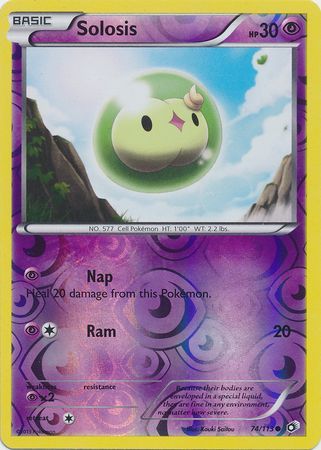 BASIC
Solosis
HP30
NO. 577 Cell Pokémon HT: 1'00" WT: 2.2 lbs.
Nap
Heal 20 damage from this Pokémon.
Ram 20
weakness resistance
×2
retreat
Because their bodies are
enveloped in a special liquid,
they are fine in any environment,
no matter how severe.
Illus. Kouki Saitou
74/113